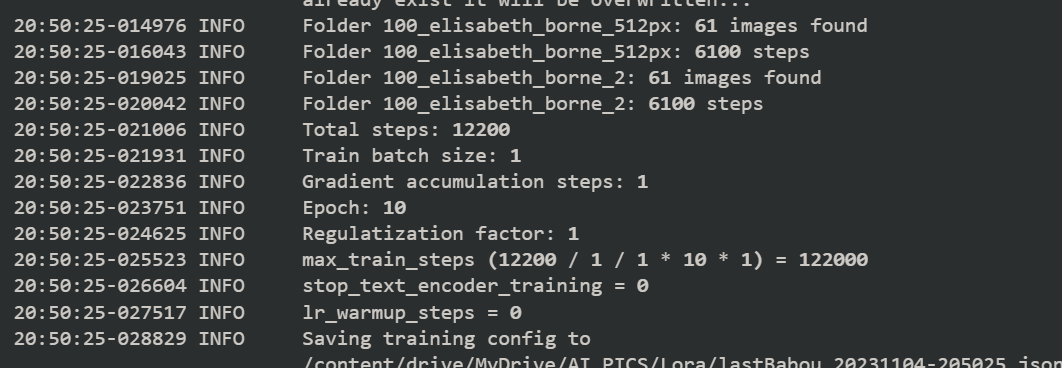 already exist it will be overwritten...
20:50:25-014976 INFO Folder 100_elisabeth_borne_512px: 61 images found
20:50:25-016043 INFO Folder 100_elisabeth_borne_512px: 6100 steps
20:50:25-019025 INFO Folder 100_elisabeth_borne_2: 61 images found
20:50:25-020042 INFO Folder 100_elisabeth_borne_2: 6100 steps
20:50:25-021006 INFO Total steps: 12200
20:50:25-021931 INFO Train batch size: 1
20:50:25-022836 INFO Gradient accumulation steps: 1
20:50:25-023751 INFO Epoch: 10
20:50:25-024625 INFO Regulatization factor: 1
20:50:25-025523 INFO max_train_steps (12200 / 1 / 1 * 10 * 1) = 122000
20:50:25-026604 INFO stop_text_encoder_training = 0
20:50:25-027517 INFO lr_warmup_steps = 0
20:50:25-028829 INFO Saving training config to
/content/drive/MyDrive/AI_PICS/Lora/lastBabou_20231104-205025.json